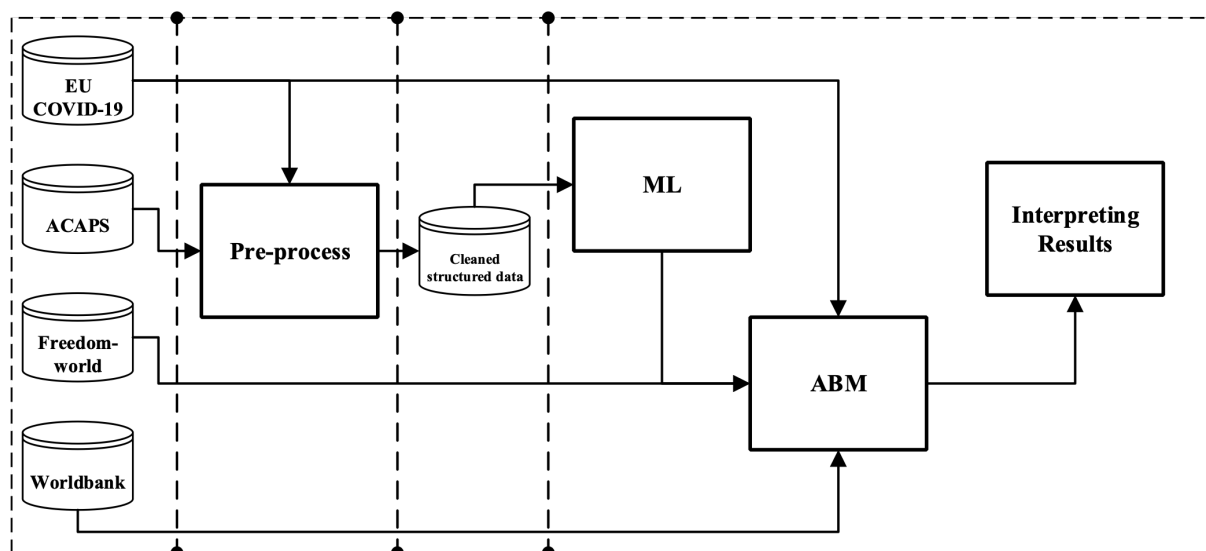 EU
COVID-19
ACAPS
Freedom-
world
Worldbank
Pre-process
Cleaned
structured data
ML
ABM
Interpreting
Results